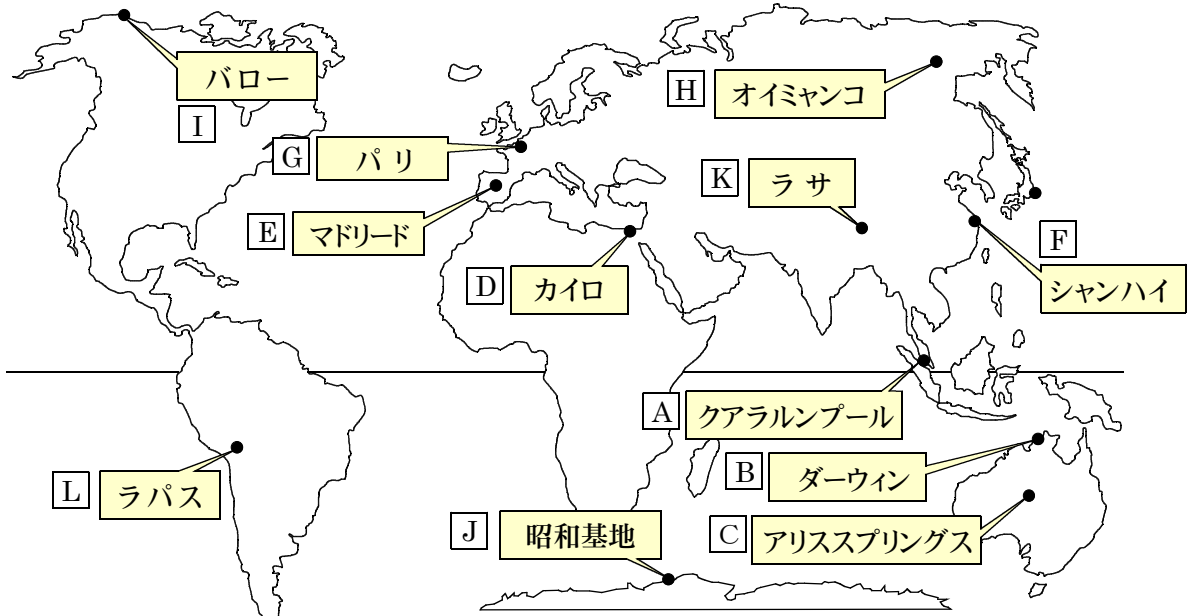 バロー
I
H
オイミャンコ
G
パリ
K
ラサ
E
マドリード
F
D
カイロ
シャンハイ
A
クアラルンプール
B
ダーウィン
L
ラパス
J
昭和基地
C
アリススプリングス